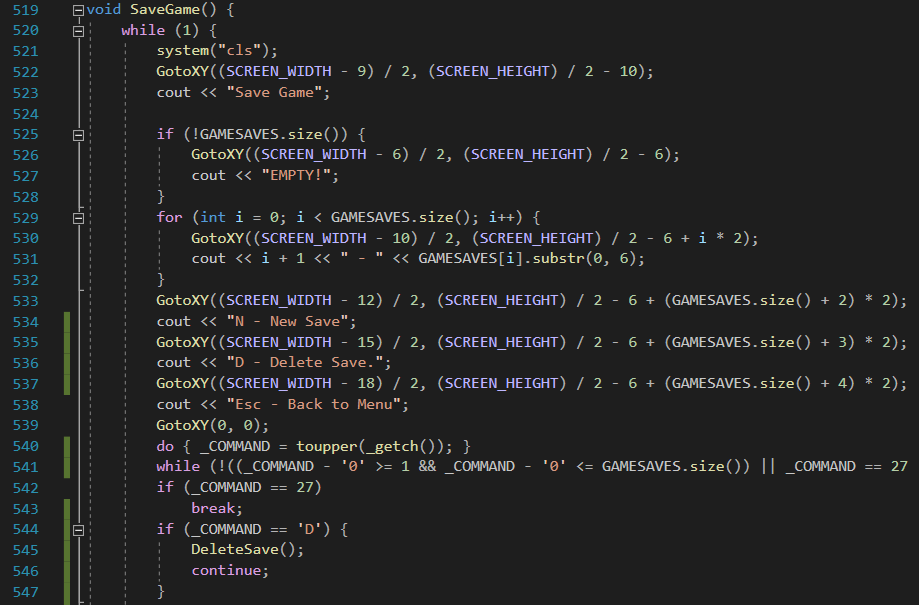 519 void SaveGame() {
520 while (1) {
521 system("cls");
522 GotoXY((SCREEN_WIDTH - 9) / 2, (SCREEN_HEIGHT) / 2 - 10);
523 cout << "Save Game";
524
525 if (!GAMESAVES.size()) {
526 GotoXY((SCREEN_WIDTH - 6) / 2, (SCREEN_HEIGHT) / 2 - 6);
527 cout << "EMPTY!";
528 }
529 for (int i = 0; i < GAMESAVES.size(); i++) {
530 GotoXY((SCREEN_WIDTH - 10) / 2, (SCREEN_HEIGHT) / 2 - 6 + i * 2);
531 cout << i + 1 << " - " << GAMESAVES[i].substr(0, 6);
532 }
533 GotoXY((SCREEN_WIDTH - 12) / 2, (SCREEN_HEIGHT) / 2 - 6 + (GAMESAVES.size() + 2) * 2);
534 cout << "N - New Save";
535 GotoXY((SCREEN_WIDTH - 15) / 2, (SCREEN_HEIGHT) / 2 - 6 + (GAMESAVES.size() + 3) * 2);
536 cout << "D - Delete Save.";
537 GotoXY((SCREEN_WIDTH - 18) / 2, (SCREEN_HEIGHT) / 2 - 6 + (GAMESAVES.size() + 4) * 2);
538 cout << "Esc - Back to Menu";
539 GotoXY(0, 0);
540 do { _COMMAND = toupper(_getch()); }
541 while (!((_COMMAND - '0' >= 1 && _COMMAND - '0' <= GAMESAVES.size()) || _COMMAND == 27
542 if (_COMMAND == 27)
543 break;
544 if (_COMMAND == 'D') {
545 DeleteSave();
546 continue;
547 }